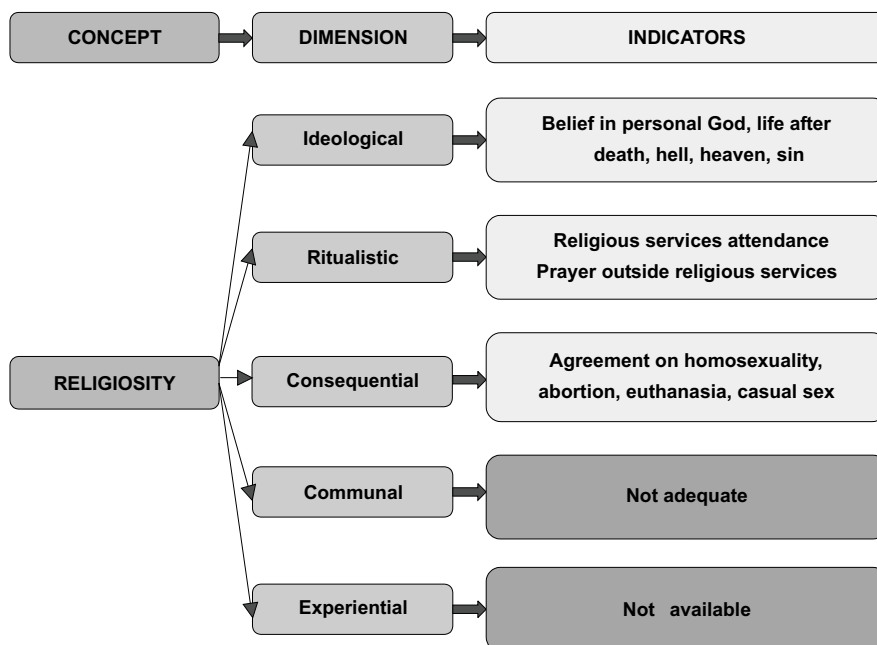 CONCEPT
DIMENSION
INDICATORS
Ideological
Belief in personal God, life after
death, hell, heaven, sin
Ritualistic
Religious services attendance
Prayer outside religious services
RELIGIOSITY
Consequential
Agreement on homosexuality,
abortion, euthanasia, casual sex
Communal
Not adequate
Experiential
Not available